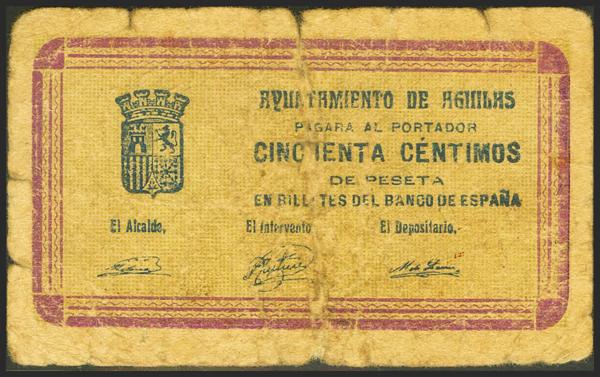 AYUNTAMIENTO DE AGUILAS
PAGARÁ AL PORTADOR
CINCUENTA CÉNTIMOS
DE PESETA
EN BILLETES DEL BANCO DE ESPAÑA
El Alcalde, El Intervento El Depositario,